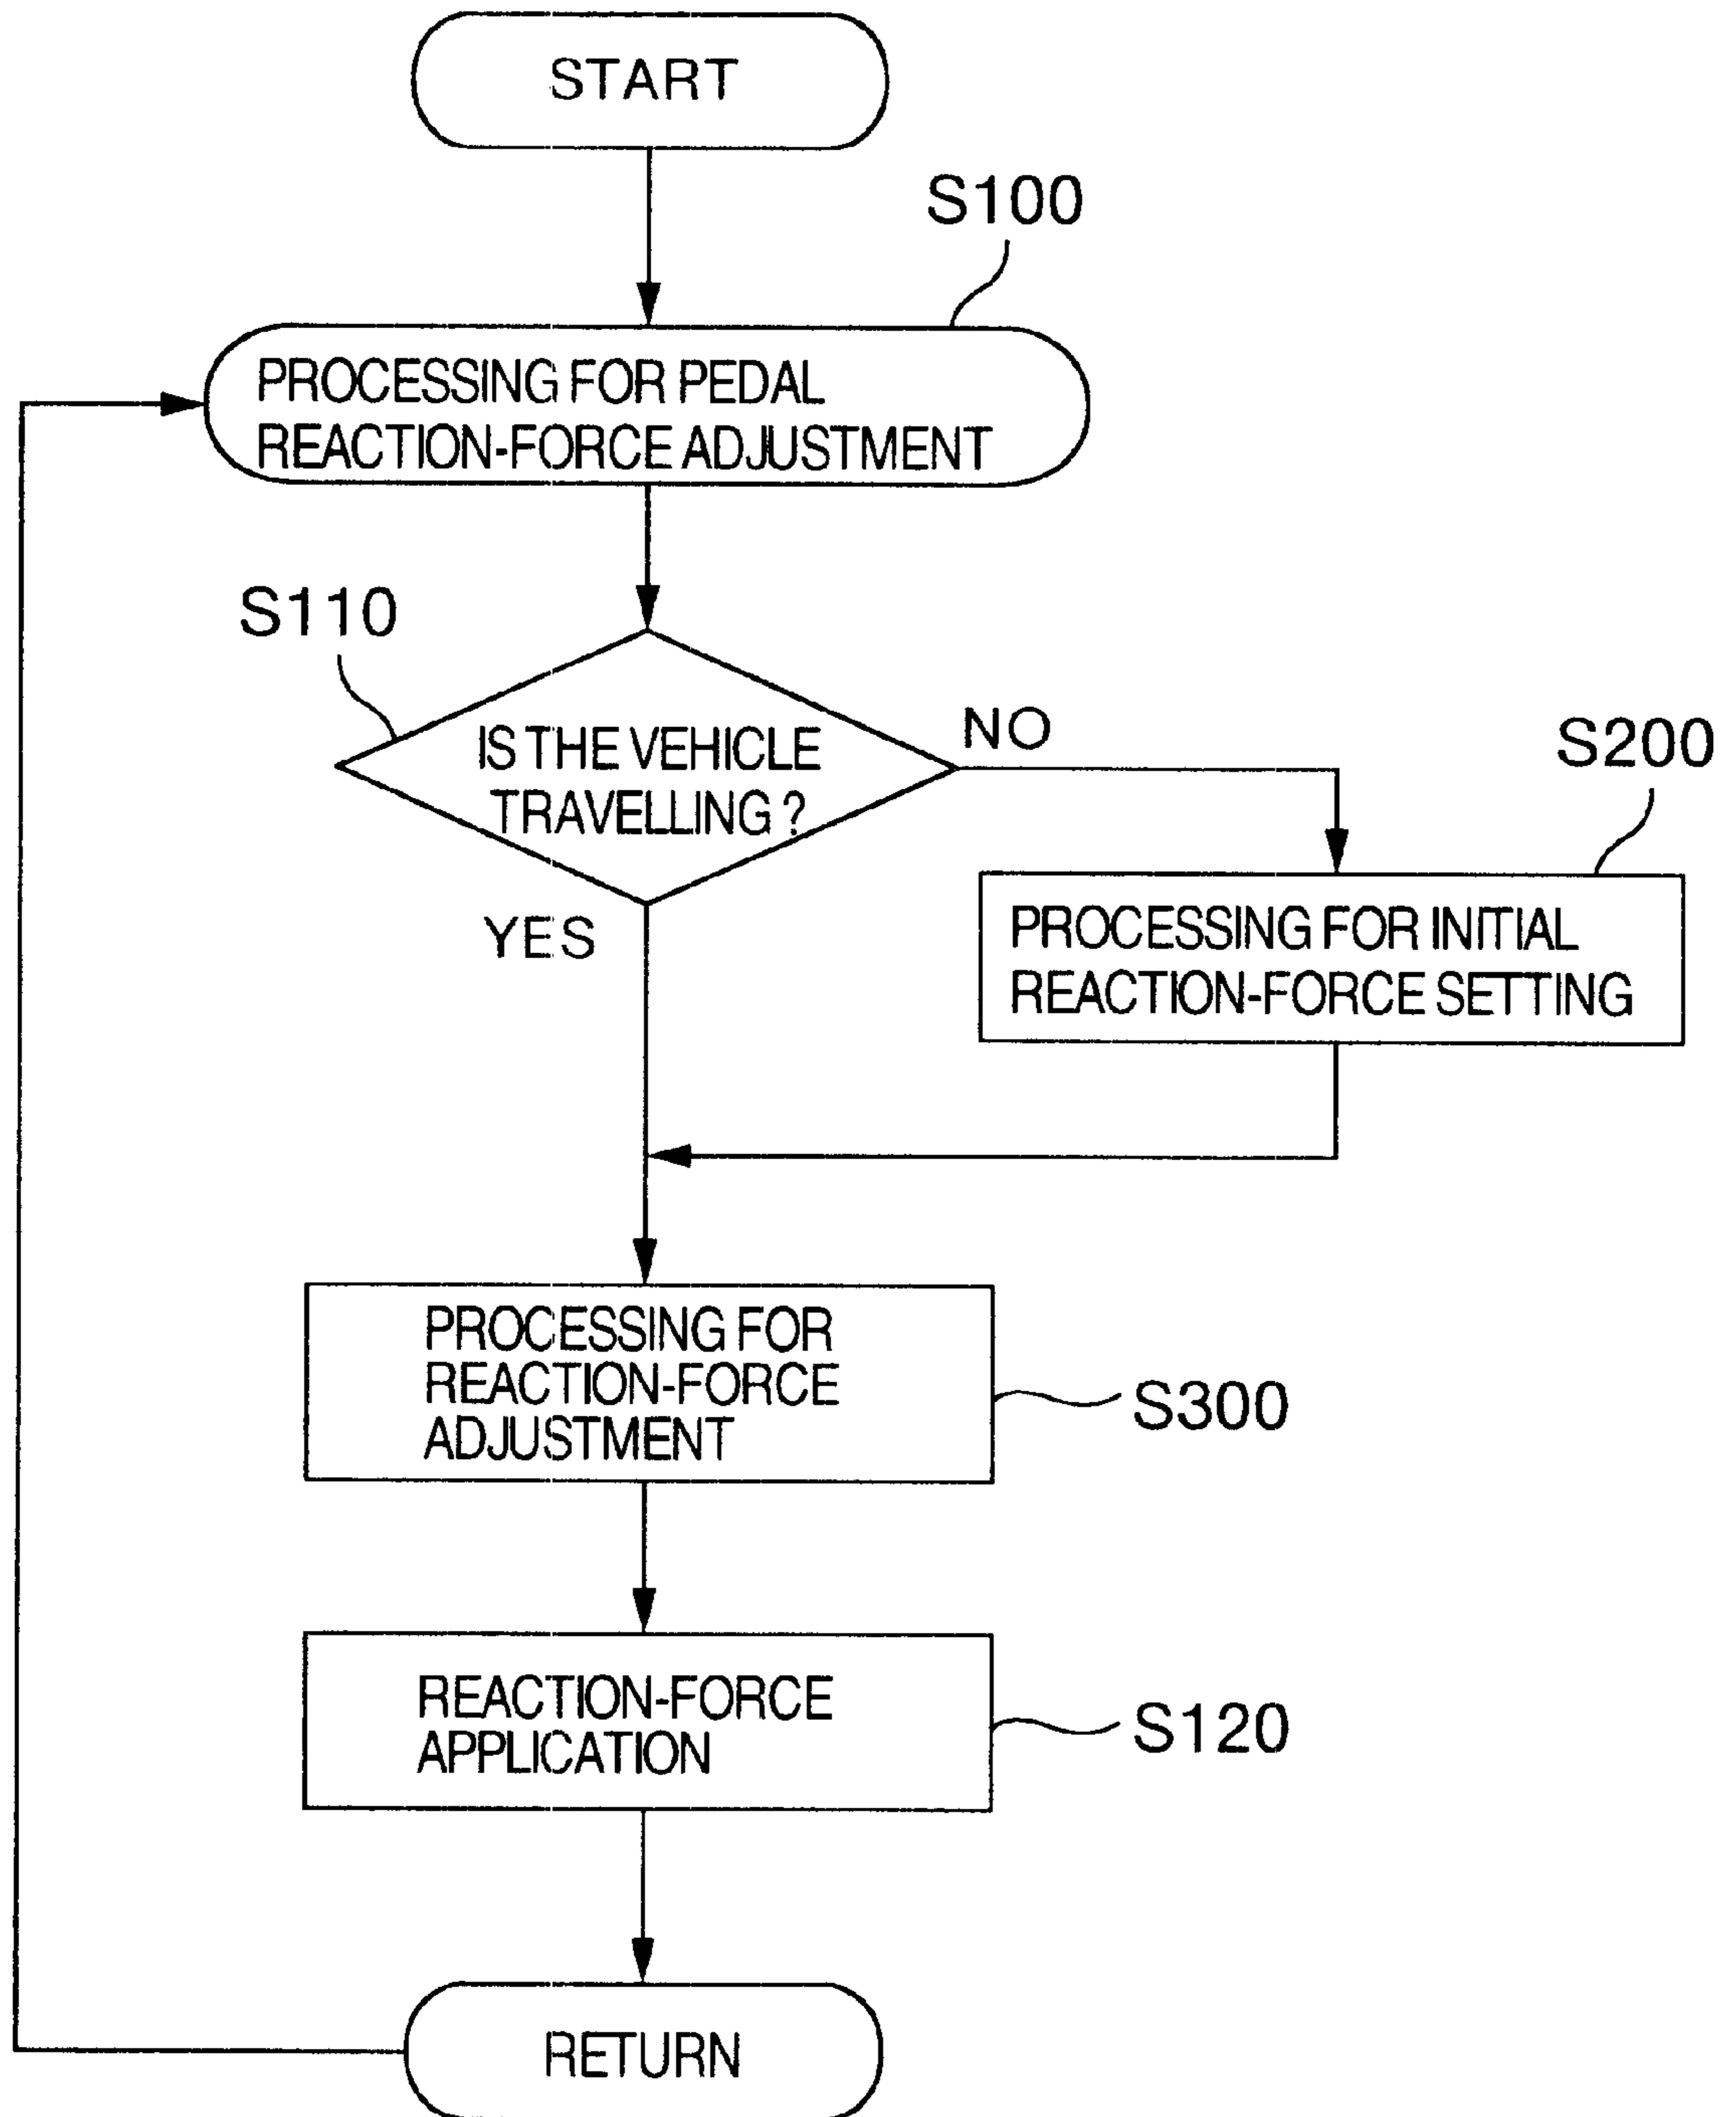 START
S100
PROCESSING FOR PEDAL
REACTION-FORCE ADJUSTMENT
S110
IS THE VEHICLE
TRAVELLING ?
NO
S200
YES
PROCESSING FOR INITIAL
REACTION-FORCE SETTING
PROCESSING FOR
REACTION-FORCE
ADJUSTMENT
S300
REACTION-FORCE
APPLICATION
S120
RETURN